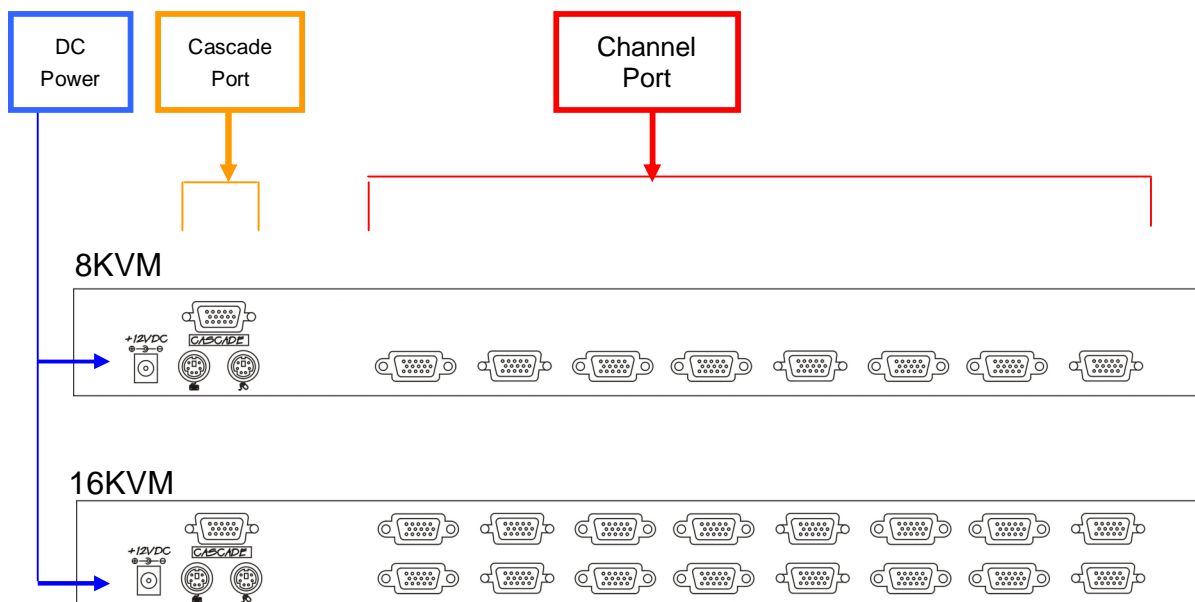 DC
Power
Cascade
Port
Channel
Port
8KVM
+12VDC
CASCADE
16KVM
+12VDC
CASCADE